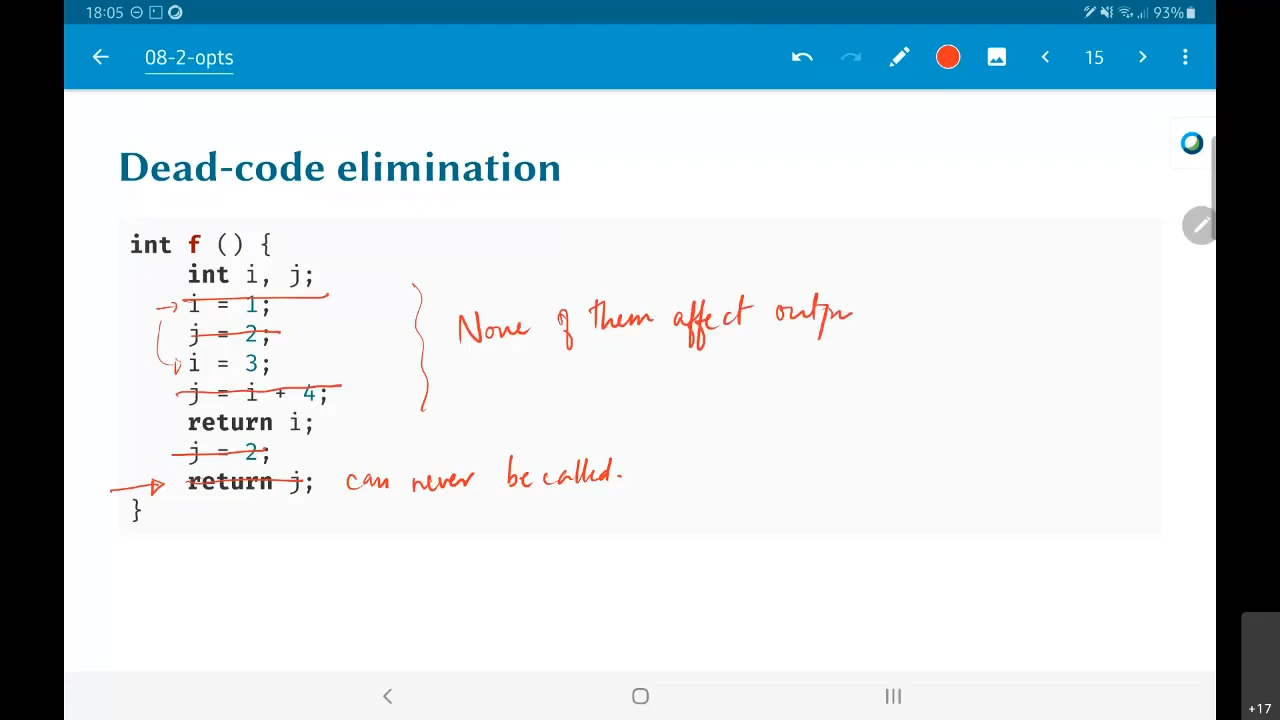 18:05 93%
08-2-opts 15
Dead-code elimination
int f () {
int i, j;
i = 1;
j = 2;
None of them affect outpu
i = 3;
j = i + 4;
return i;
j = 2;
return j; can never be called.
}
+17